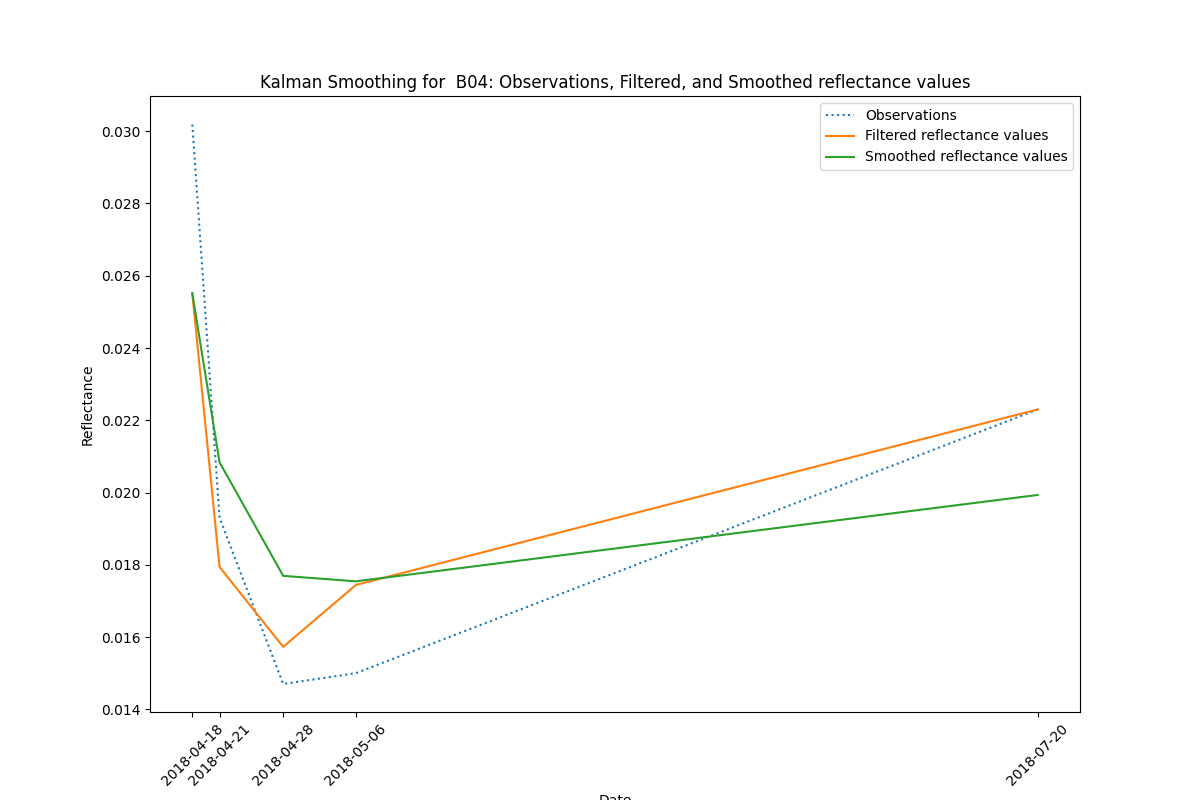 Kalman Smoothing for  B04: Observations, Filtered, and Smoothed reflectance values
Observations
Filtered reflectance values
Smoothed reflectance values
Reflectance
0.030
0.028
0.026
0.024
0.022
0.020
0.018
0.016
0.014
2018-04-18
2018-04-21
2018-04-28
2018-05-06
2018-07-20
Date